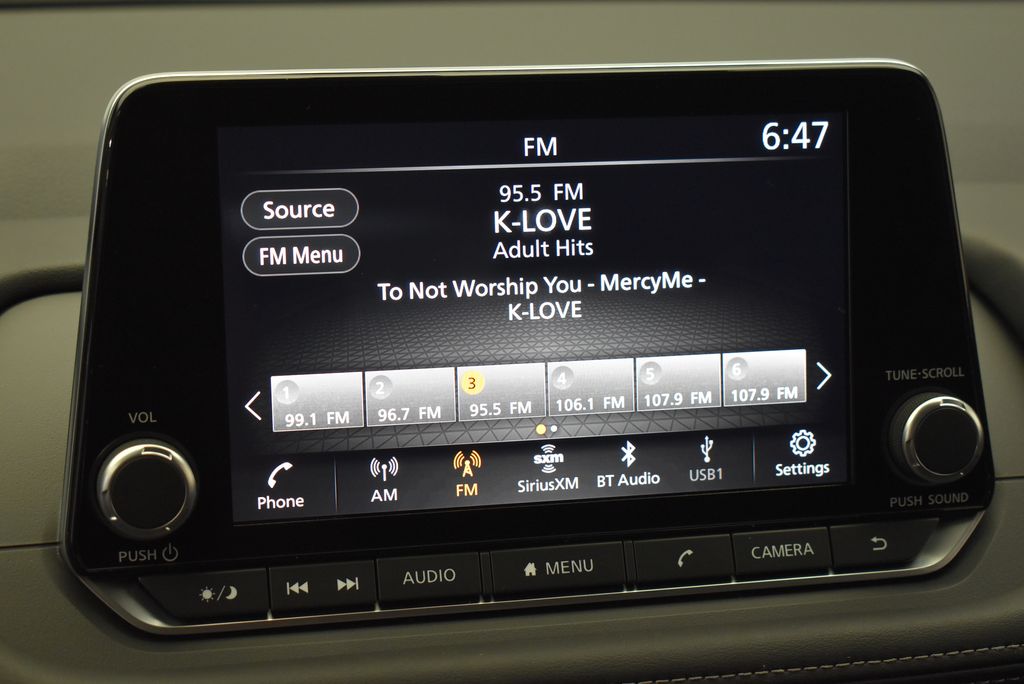 FM
6:47
95.5 FM
Source
K-LOVE
Adult Hits
FM Menu
To Not Worship You - MercyMe -
K-LOVE
1
99.1 FM
2
96.7 FM
3
95.5 FM
4
106.1 FM
5
107.9 FM
6
107.9 FM
Phone
AM
FM
sxm
SiriusXM
BT Audio
USB1
Settings
VOL
PUSH
TUNE·SCROLL
PUSH SOUND
AUDIO
MENU
CAMERA